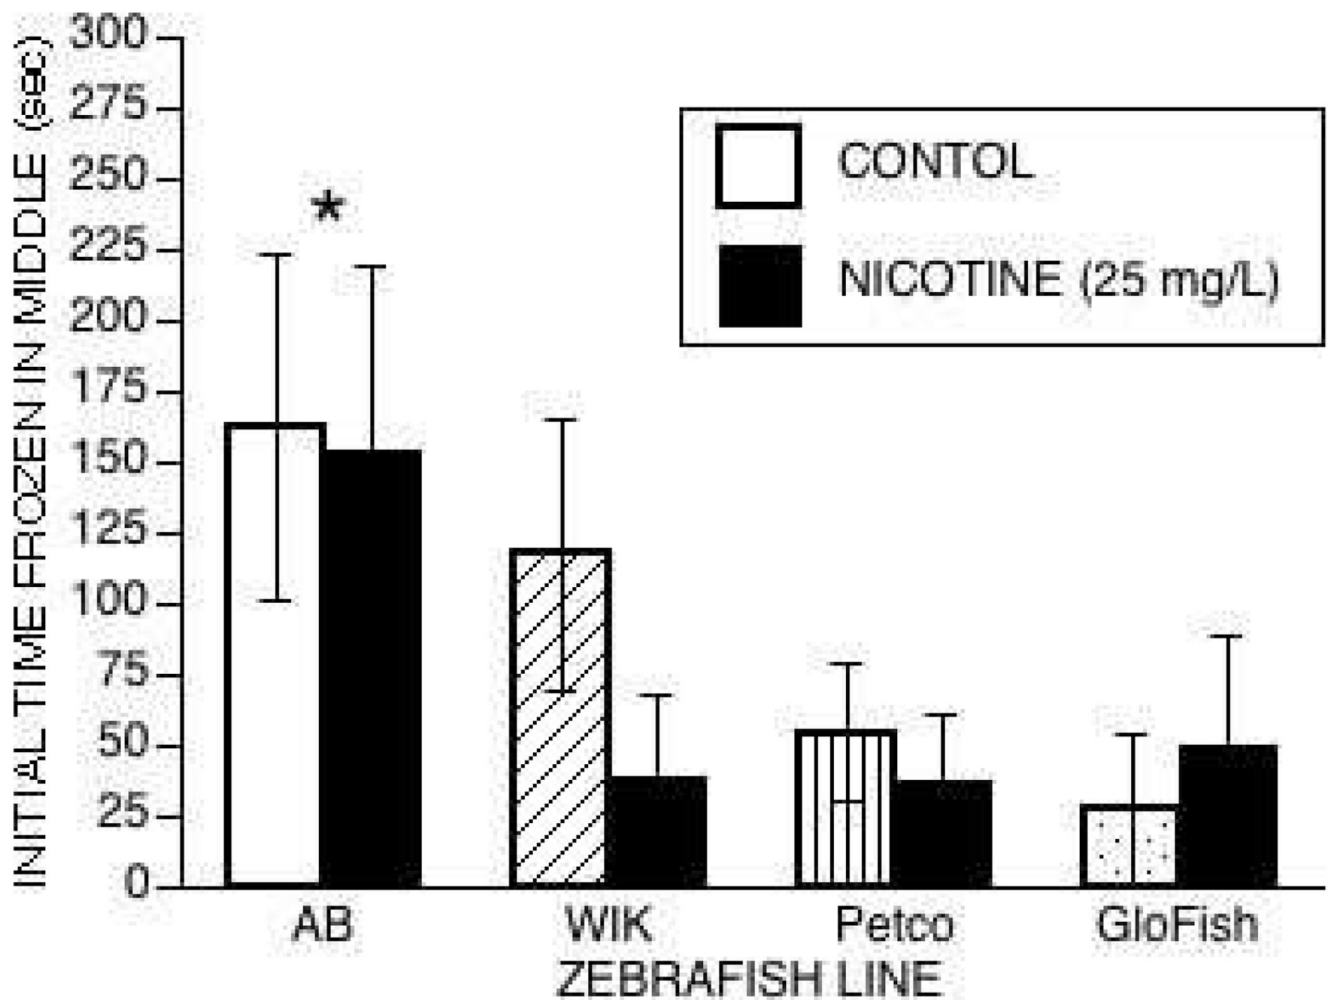 INITIAL TIME FROZEN IN MIDDLE (sec)
300
275
250
225
200
175
150
125
100
75
50
25
0
*
CONTOL
NICOTINE (25 mg/L)
AB WIK Petco GloFish
ZEBRAFISH LINE